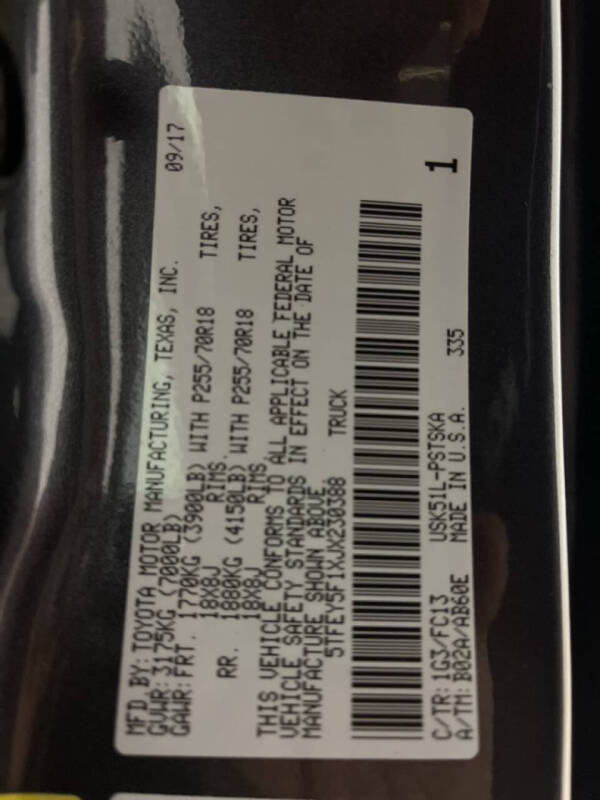 MFD BY: TOYOTA MOTOR MANUFACTURING, TEXAS, INC. 09/17
GVWR: 3175KG (7000LB)
GAWR: FRT. 1770KG (3900LB) WITH P255/70R18 TIRES,
18X8J RIMS,
RR. 1880KG (4150LB) WITH P255/70R18 TIRES,
18X8J RIMS
THIS VEHICLE CONFORMS TO ALL APPLICABLE FEDERAL MOTOR
VEHICLE SAFETY STANDARDS IN EFFECT ON THE DATE OF
MANUFACTURE SHOWN ABOVE
5TFEY5F1XJX230388 TRUCK
C/TR: 1G3/FC13 USK51L-PSTSKA
A/TM: B02A/AB60E MADE IN U.S.A. 335
1